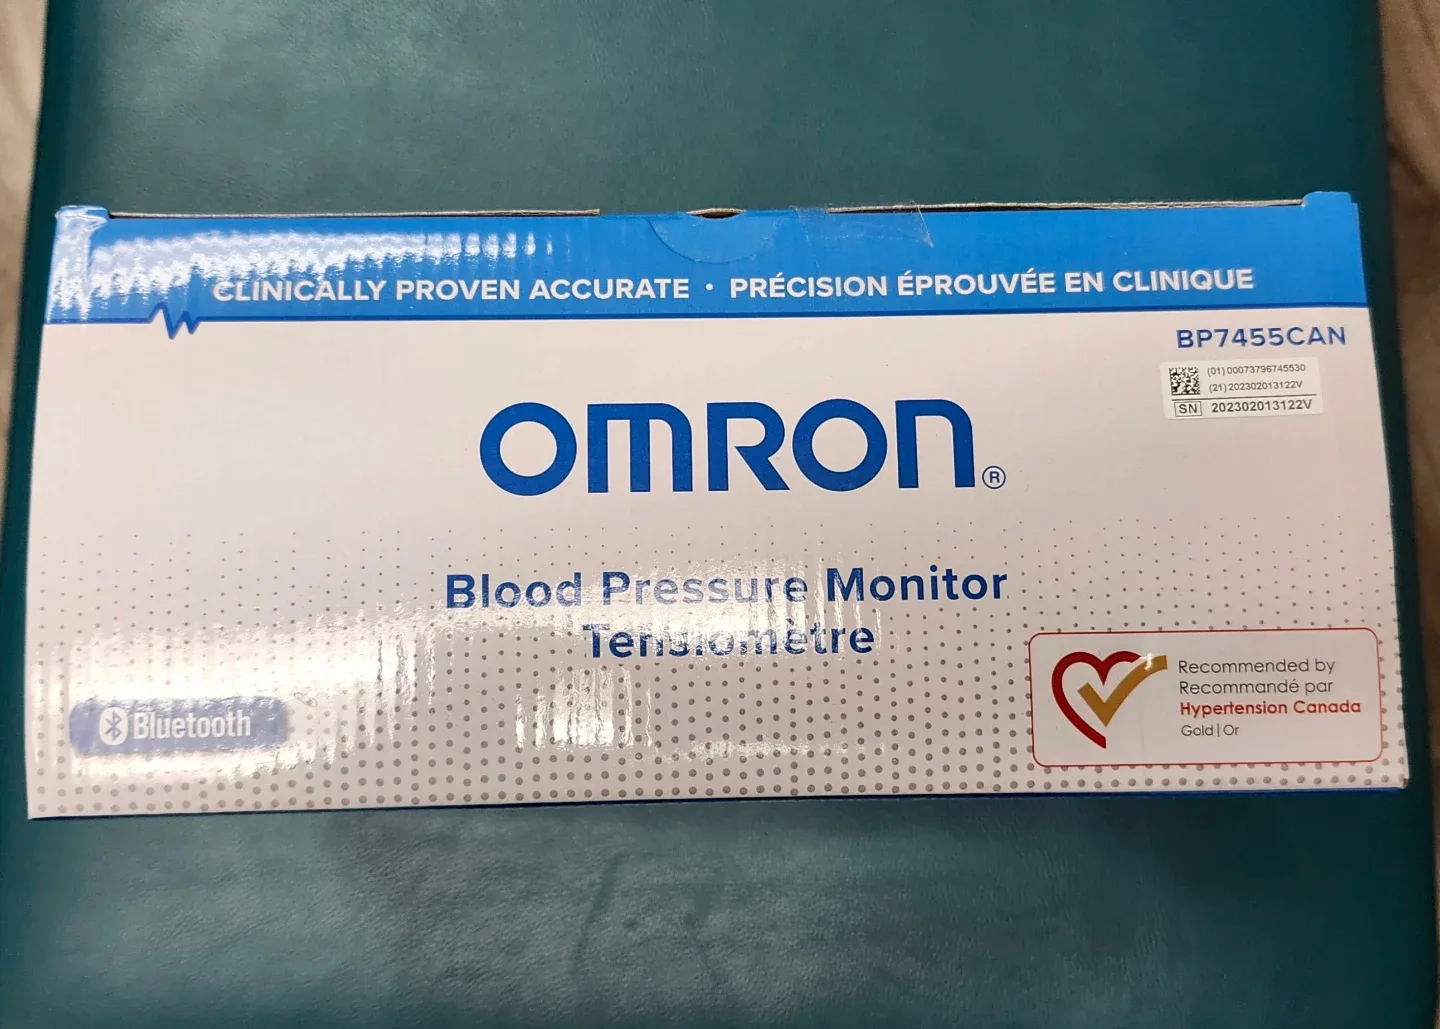 CLINICALLY PROVEN ACCURATE • PRÉCISION ÉPROUVÉE EN CLINIQUE
BP7455CAN
(01)00073796745530
(21)202302013122V
SN 202302013122V
OMRON®
Blood Pressure Monitor
Tensiomètre
Bluetooth
Recommended by
Recommandé par
Hypertension Canada
Gold | Or